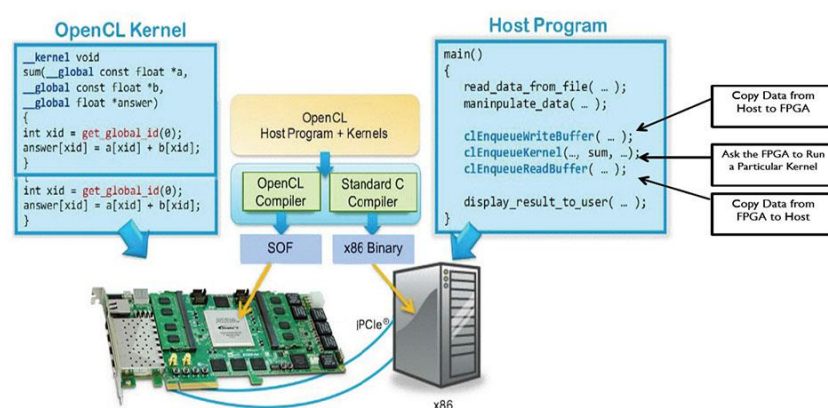 OpenCL Kernel
__kernel void
sum(__global const float *a,
__global const float *b,
__global float *answer)
{
int xid = get_global_id(0);
answer[xid] = a[xid] + b[xid];
}
int xid = get_global_id(0);
answer[xid] = a[xid] + b[xid];
}
OpenCL
Host Program + Kernels
OpenCL
Compiler
Standard C
Compiler
SOF
x86 Binary
PCIe®
x86
Host Program
main()
{
read_data_from_file( … );
maninpulate_data( … );
clEnqueueWriteBuffer( … );
clEnqueueKernel(…, sum, …);
clEnqueueReadBuffer( … );
display_result_to_user( … );
}
Copy Data from
Host to FPGA
Ask the FPGA to Run
a Particular Kernel
Copy Data from
FPGA to Host